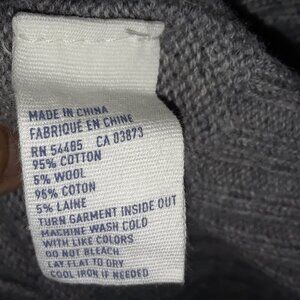 MADE IN CHINA
FABRIQUÉ EN CHINE
RN 54485 CA 03873
95% COTTON
5% WOOL
95% COTON
5% LAINE
TURN GARMENT INSIDE OUT
MACHINE WASH COLD
WITH LIKE COLORS
DO NOT BLEACH
LAY FLAT TO DRY
COOL IRON IF NEEDED